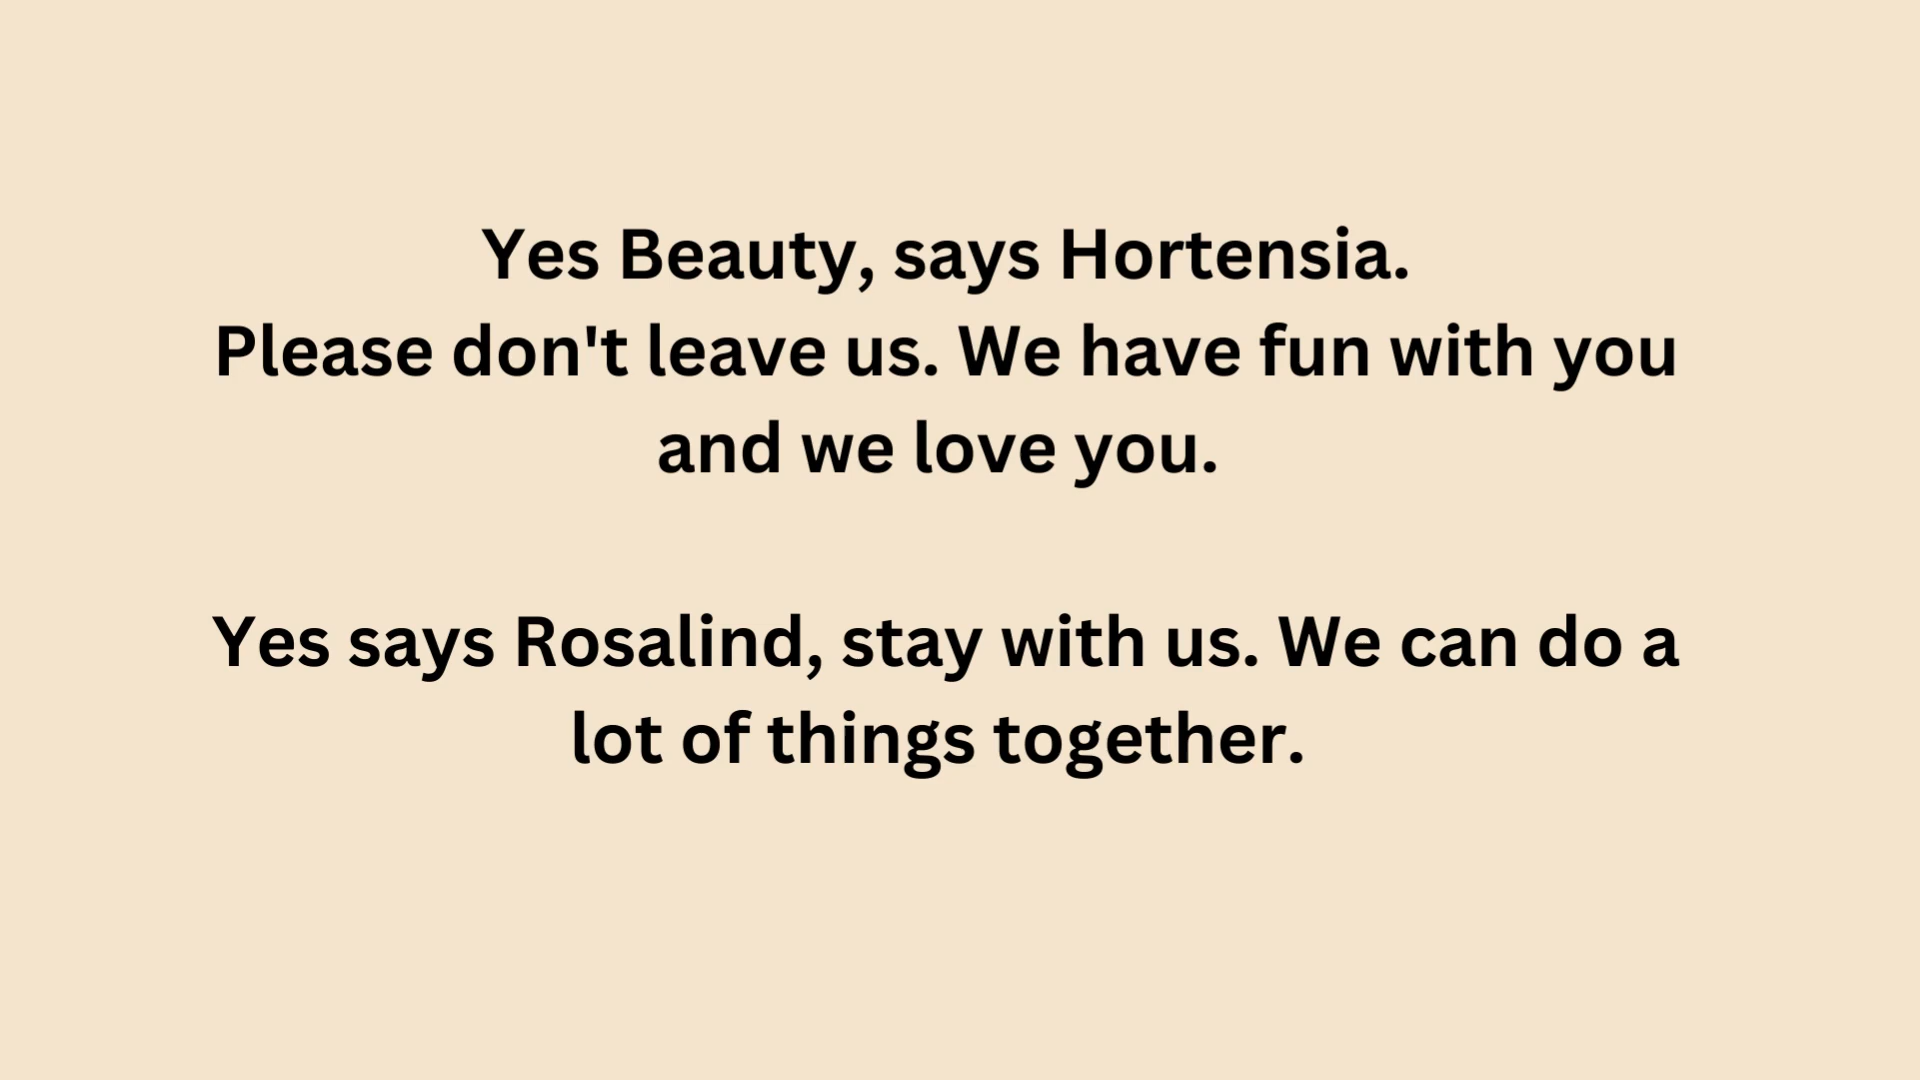 Yes Beauty, says Hortensia.
Please don't leave us. We have fun with you
and we love you.
Yes says Rosalind, stay with us. We can do a
lot of things together.